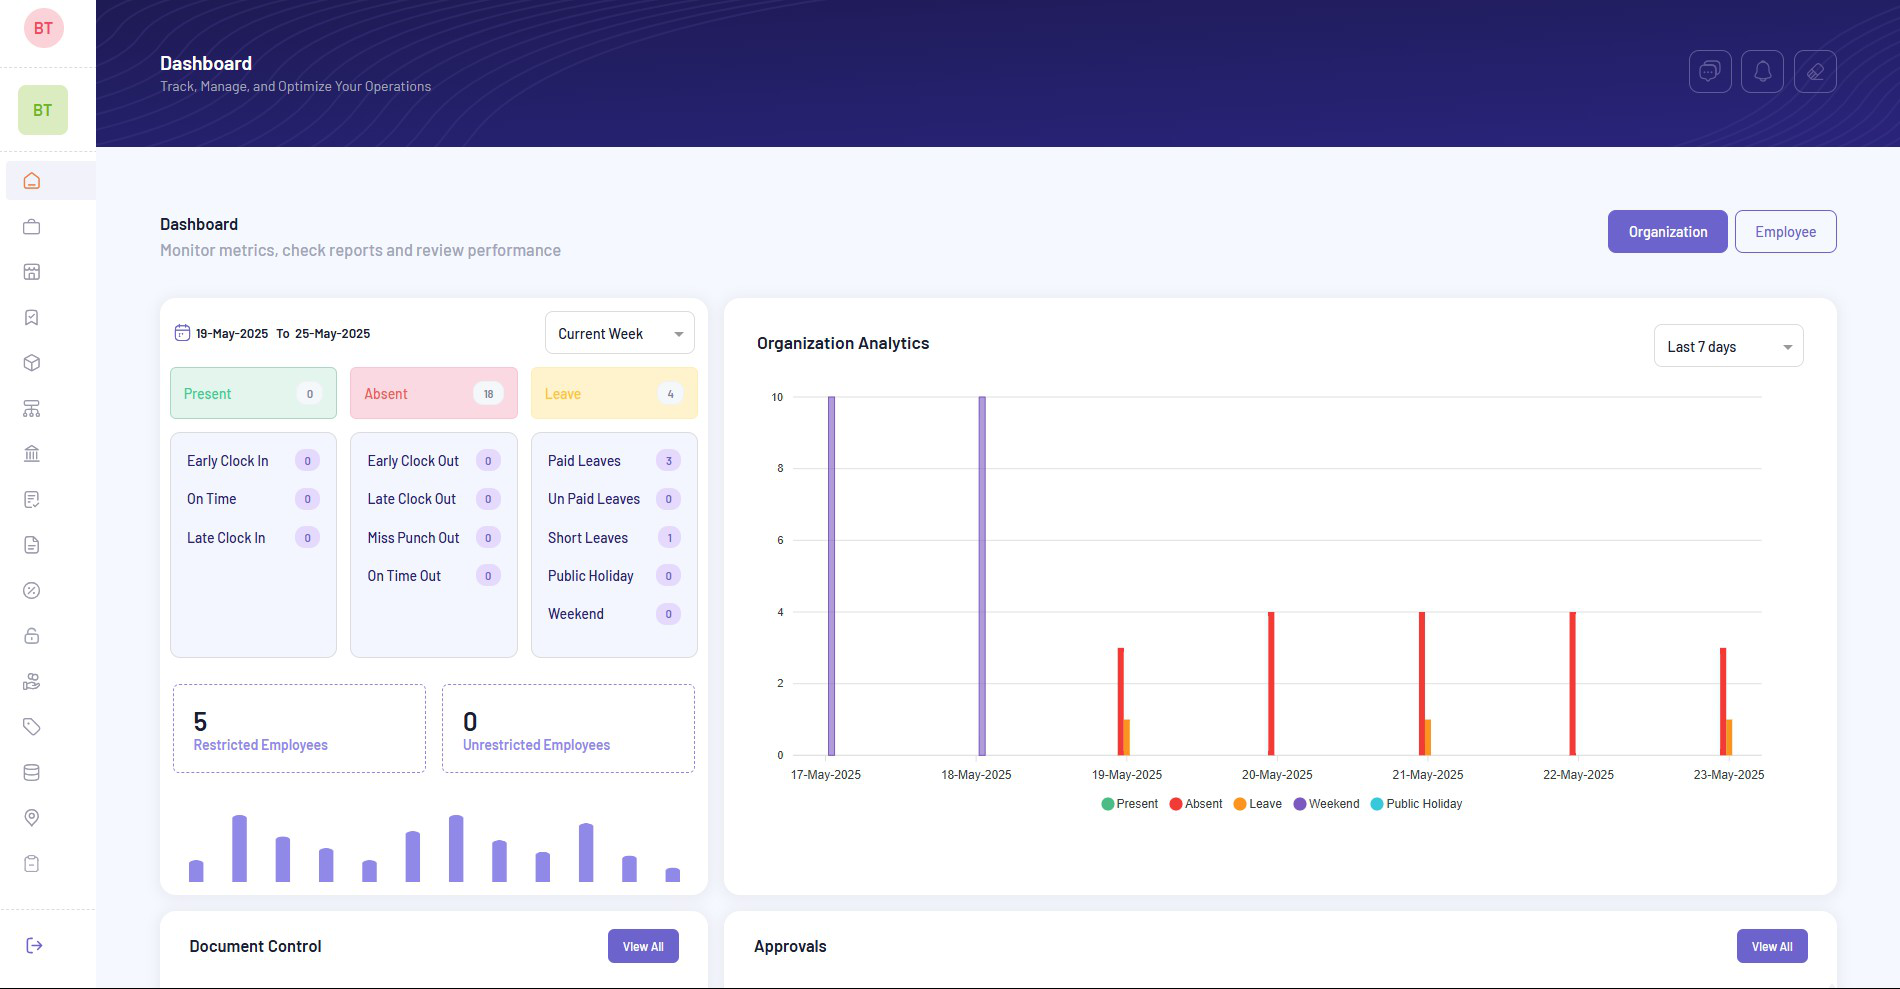 BT
BT
Dashboard
Track, Manage, and Optimize Your Operations
Dashboard
Monitor metrics, check reports and review performance
Organization
Employee
19-May-2025 To 25-May-2025
Current Week
Present 0
Absent 18
Leave 4
Early Clock In 0
On Time 0
Late Clock In 0
Early Clock Out 0
Late Clock Out 0
Miss Punch Out 0
On Time Out 0
Paid Leaves 3
Un Paid Leaves 0
Short Leaves 1
Public Holiday 0
Weekend 0
5
Restricted Employees
0
Unrestricted Employees
Organization Analytics
Last 7 days
10
8
6
4
2
0
17-May-2025 18-May-2025 19-May-2025 20-May-2025 21-May-2025 22-May-2025 23-May-2025
Present Absent Leave Weekend Public Holiday
Document Control
View All
Approvals
View All